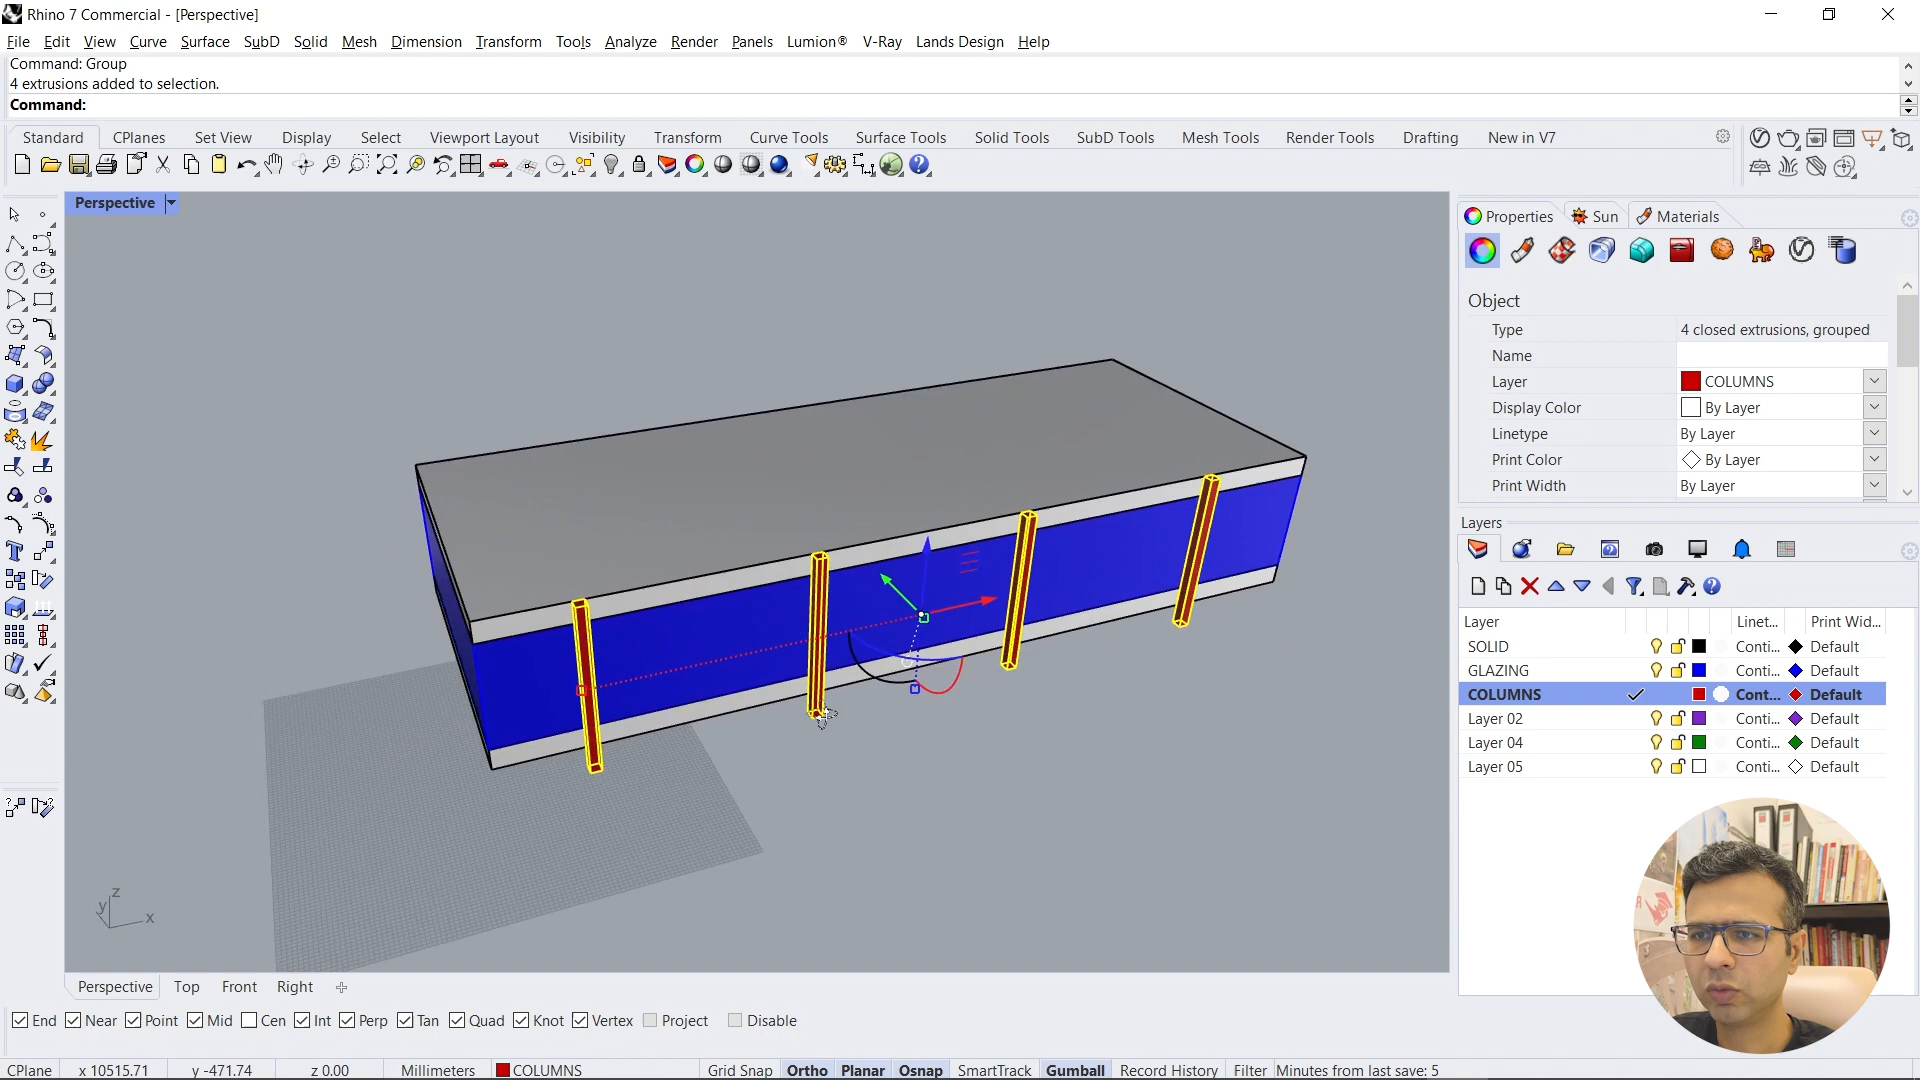 Rhino 7 Commercial - [Perspective]
File Edit View Curve Surface SubD Solid Mesh Dimension Transform Tools Analyze Render Panels Lumion® V-Ray Lands Design Help
Command: Group
4 extrusions added to selection.
Command:
Standard CPlanes Set View Display Select Viewport Layout Visibility Transform Curve Tools Surface Tools Solid Tools SubD Tools Mesh Tools Render Tools Drafting New in V7
Perspective
Properties Sun Materials
Object
Type 4 closed extrusions, grouped
Name
Layer COLUMNS
Display Color By Layer
Linetype By Layer
Print Color By Layer
Print Width By Layer
Layers
Layer Linet... Print Wid...
SOLID Conti... Default
GLAZING Conti... Default
COLUMNS Cont... Default
Layer 02 Conti... Default
Layer 04 Conti... Default
Layer 05 Conti... Default
z
y
x
Perspective Top Front Right
End Near Point Mid Cen Int Perp Tan Quad Knot Vertex Project Disable
CPlane x 10515.71 y -471.74 z 0.00 Millimeters COLUMNS Grid Snap Ortho Planar Osnap SmartTrack Gumball Record History Filter Minutes from last save: 5